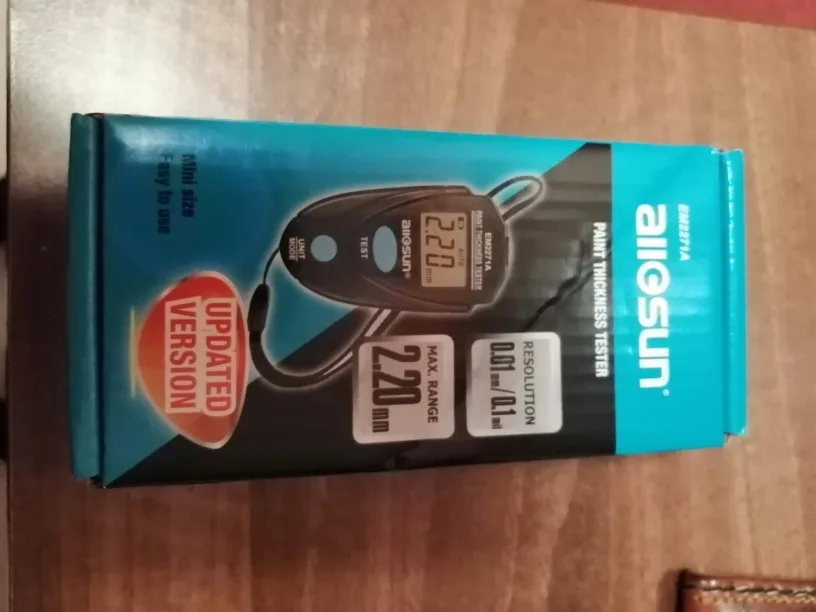 EM2271A
allosun®
PAINT THICKNESS TESTER
RESOLUTION
0.01mm/0.1mil
MAX. RANGE
2.20mm
EM2271A
PAINT THICKNESS TESTER
AUTO
2.20 mm
allosun®
TEST
UNIT
MODE
UPDATED
VERSION
Mini size
Easy to use